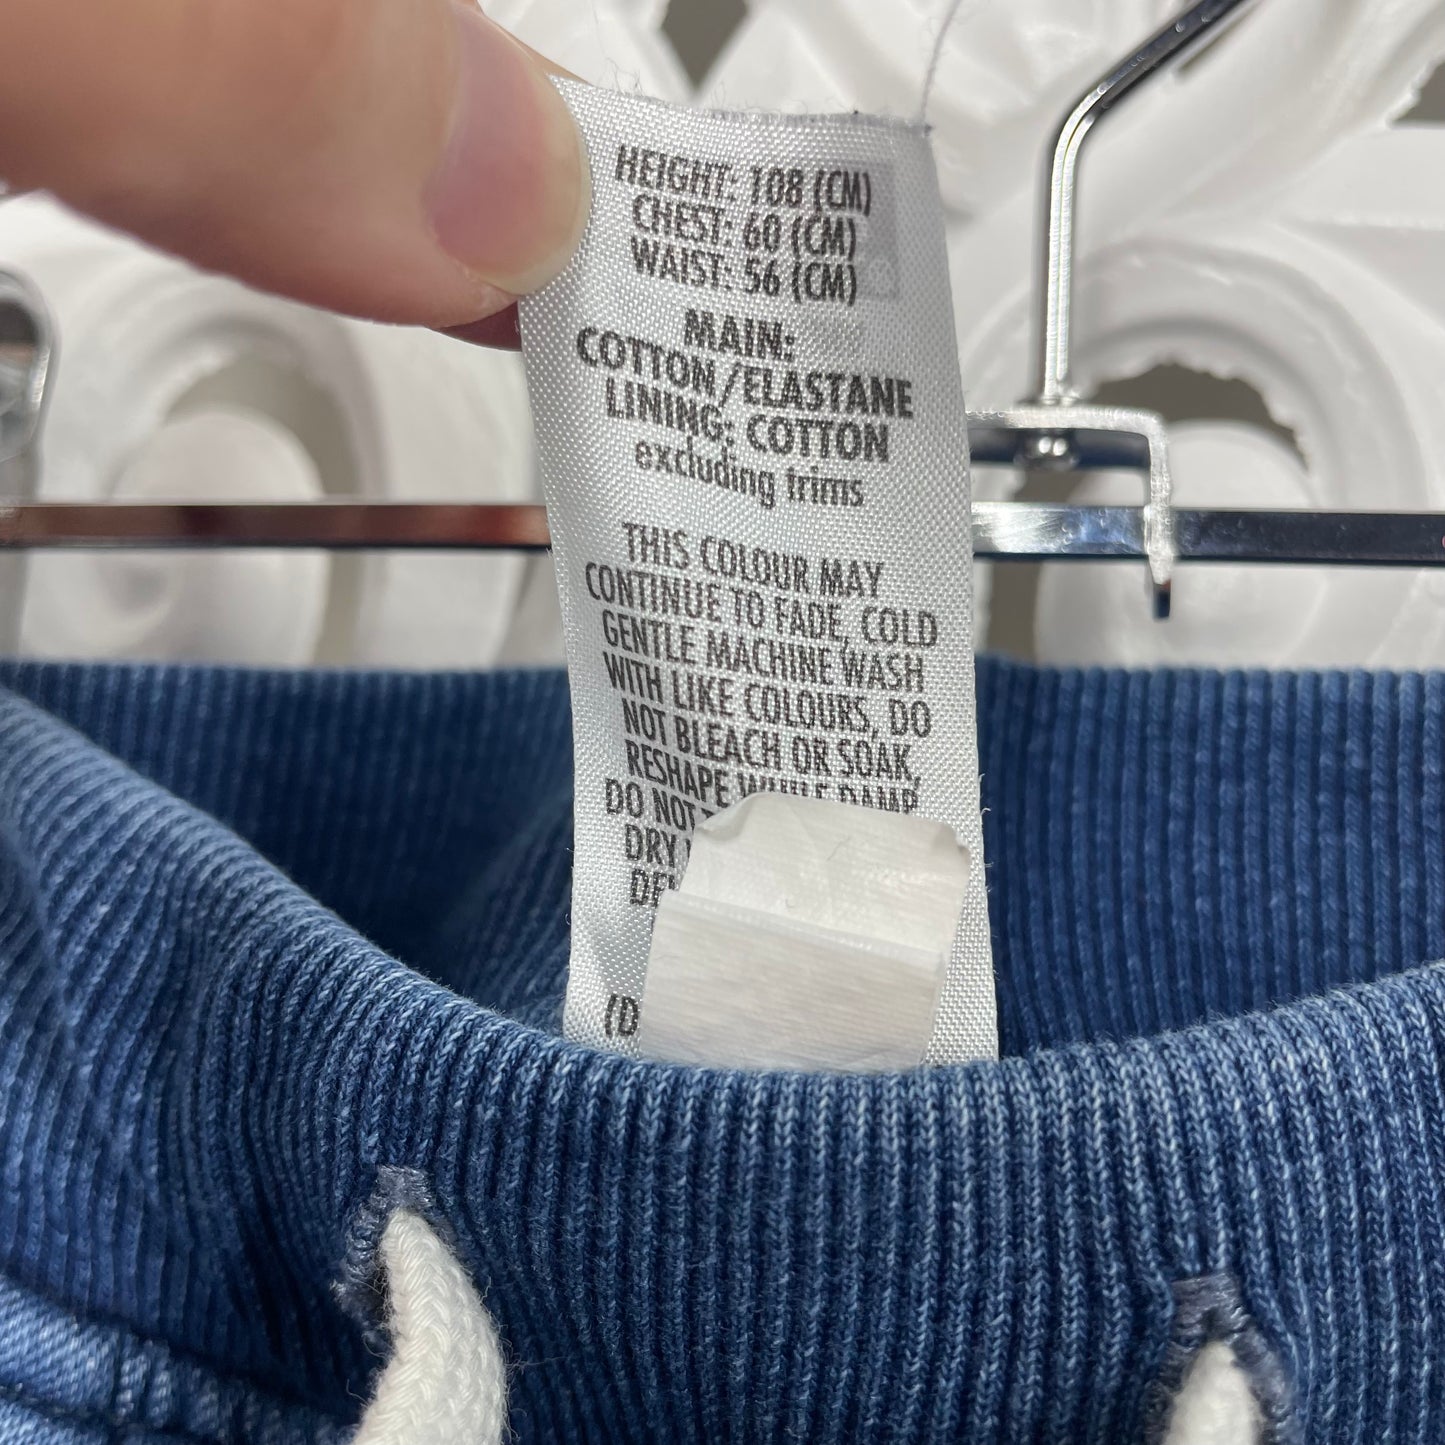 HEIGHT: 108 (CM)
CHEST: 60 (CM)
WAIST: 56 (CM)
MAIN:
COTTON/ELASTANE
LINING: COTTON
excluding trims
THIS COLOUR MAY
CONTINUE TO FADE, COLD
GENTLE MACHINE WASH
WITH LIKE COLOURS, DO
NOT BLEACH OR SOAK,
RESHAPE WHILE DAMP
DO NOT
DRY